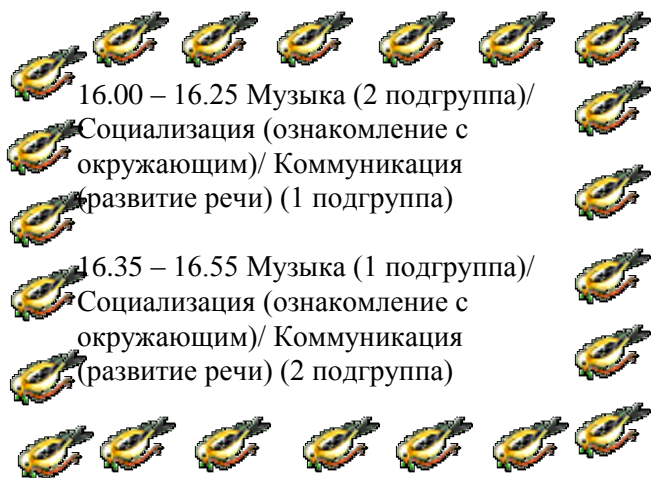 16.00 – 16.25 Музыка (2 подгруппа)/
Социализация (ознакомление с
окружающим)/ Коммуникация
(развитие речи) (1 подгруппа)
16.35 – 16.55 Музыка (1 подгруппа)/
Социализация (ознакомление с
окружающим)/ Коммуникация
(развитие речи) (2 подгруппа)